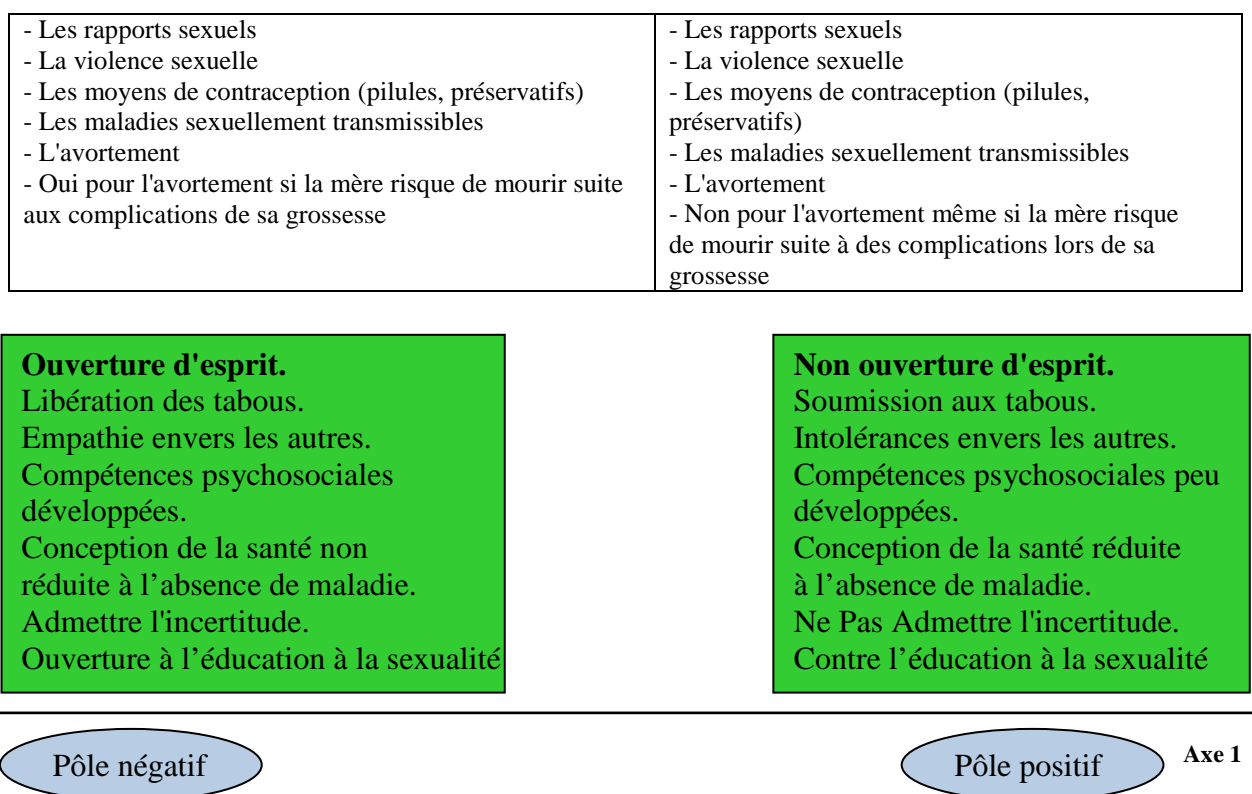 - Les rapports sexuels
- La violence sexuelle
- Les moyens de contraception (pilules, préservatifs)
- Les maladies sexuellement transmissibles
- L'avortement
- Oui pour l'avortement si la mère risque de mourir suite
aux complications de sa grossesse
- Les rapports sexuels
- La violence sexuelle
- Les moyens de contraception (pilules,
préservatifs)
- Les maladies sexuellement transmissibles
- L'avortement
- Non pour l'avortement même si la mère risque
de mourir suite à des complications lors de sa
grossesse
Ouverture d'esprit.
Libération des tabous.
Empathie envers les autres.
Compétences psychosociales
développées.
Conception de la santé non
réduite à l’absence de maladie.
Admettre l'incertitude.
Ouverture à l’éducation à la sexualité
Non ouverture d'esprit.
Soumission aux tabous.
Intolérances envers les autres.
Compétences psychosociales peu
développées.
Conception de la santé réduite
à l’absence de maladie.
Ne Pas Admettre l'incertitude.
Contre l’éducation à la sexualité
Pôle négatif
Pôle positif
Axe 1